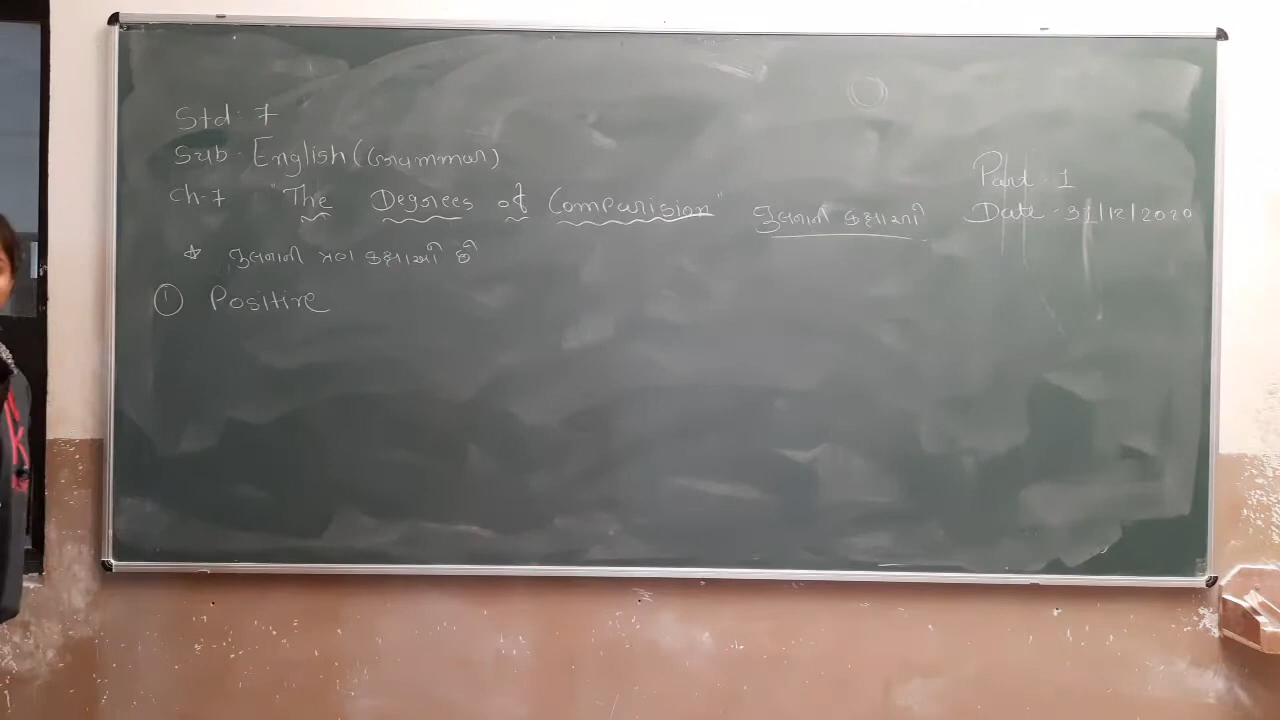 Std: 7
Sub - English (Grammar)
Ch-7 "The Degrees of Comparision" તુલનાની કક્ષાઓ
Part - 1
Date - 31/12/2020
☆ તુલનાની ત્રણ કક્ષાઓ છે
① Positive